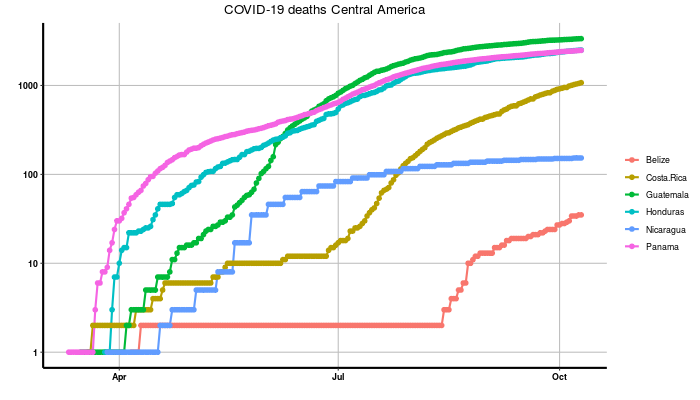 COVID-19 deaths Central America
1000
100
10
1
Apr
Jul
Oct
Belize
Costa.Rica
Guatemala
Honduras
Nicaragua
Panama